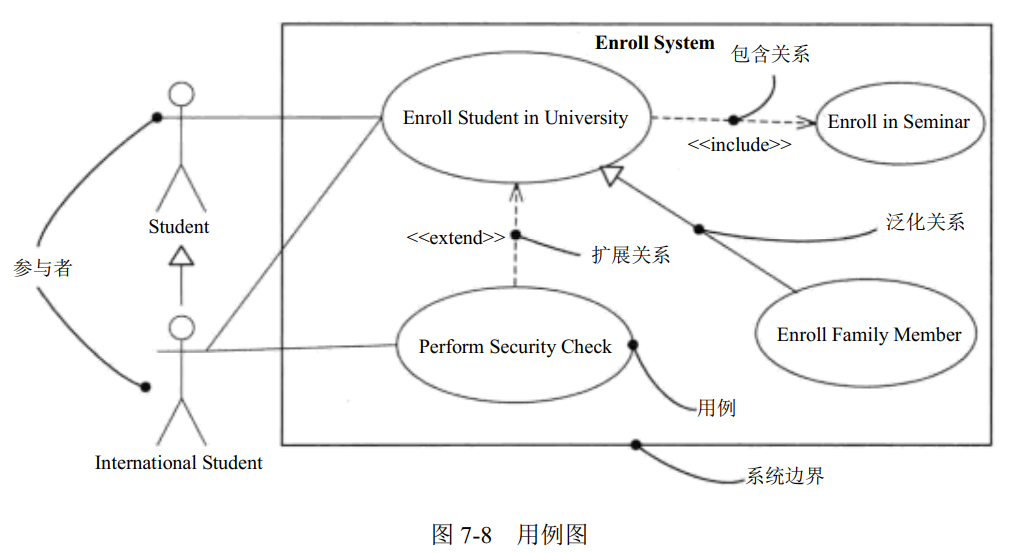 Enroll System
包含关系
Enroll Student in University
Enroll in Seminar
<<include>>
Student
<<extend>>
泛化关系
扩展关系
参与者
Perform Security Check
Enroll Family Member
用例
International Student
系统边界
图 7-8 用例图